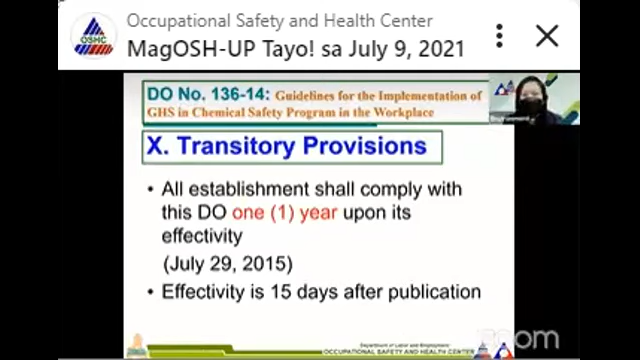 Occupational Safety and Health Center
MagOSH-UP Tayo! sa July 9, 2021
OSHC
DO No. 136-14: Guidelines for the Implementation of
GHS in Chemical Safety Program in the Workplace
X. Transitory Provisions
• All establishment shall comply with
this DO one (1) year upon its
effectivity
(July 29, 2015)
• Effectivity is 15 days after publication
Department of Labor and Employment
OCCUPATIONAL SAFETY AND HEALTH CENTER
zoom